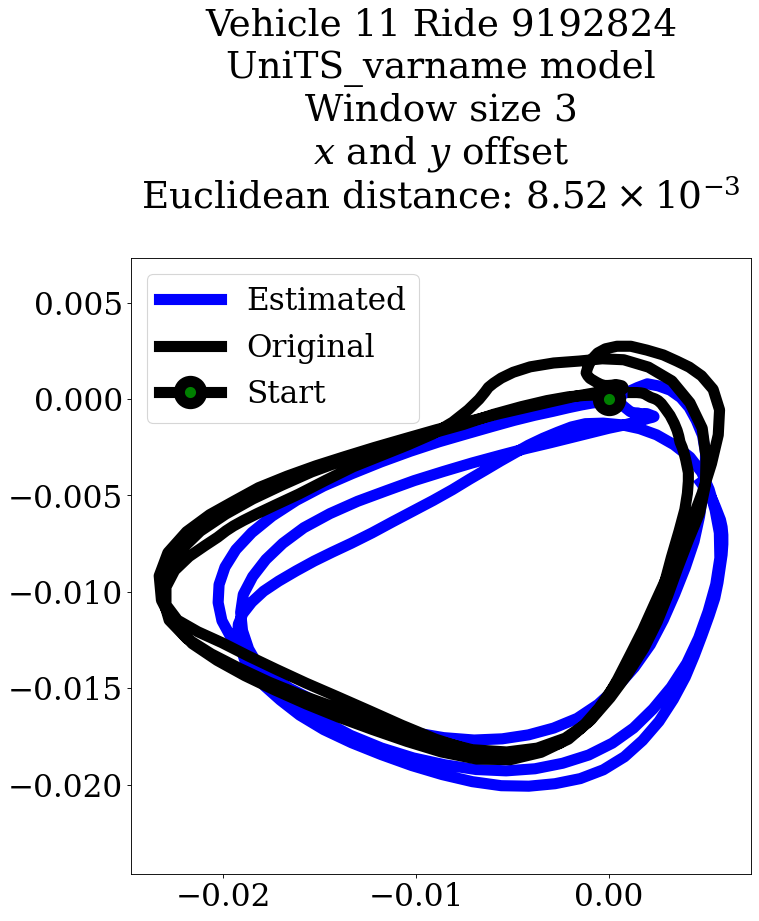 Vehicle 11 Ride 9192824
UniTS_varname model
Window size 3
x and y offset
Euclidean distance: 8.52 × 10⁻³
Estimated
Original
Start
0.005
0.000
−0.005
−0.010
−0.015
−0.020
−0.02 −0.01 0.00